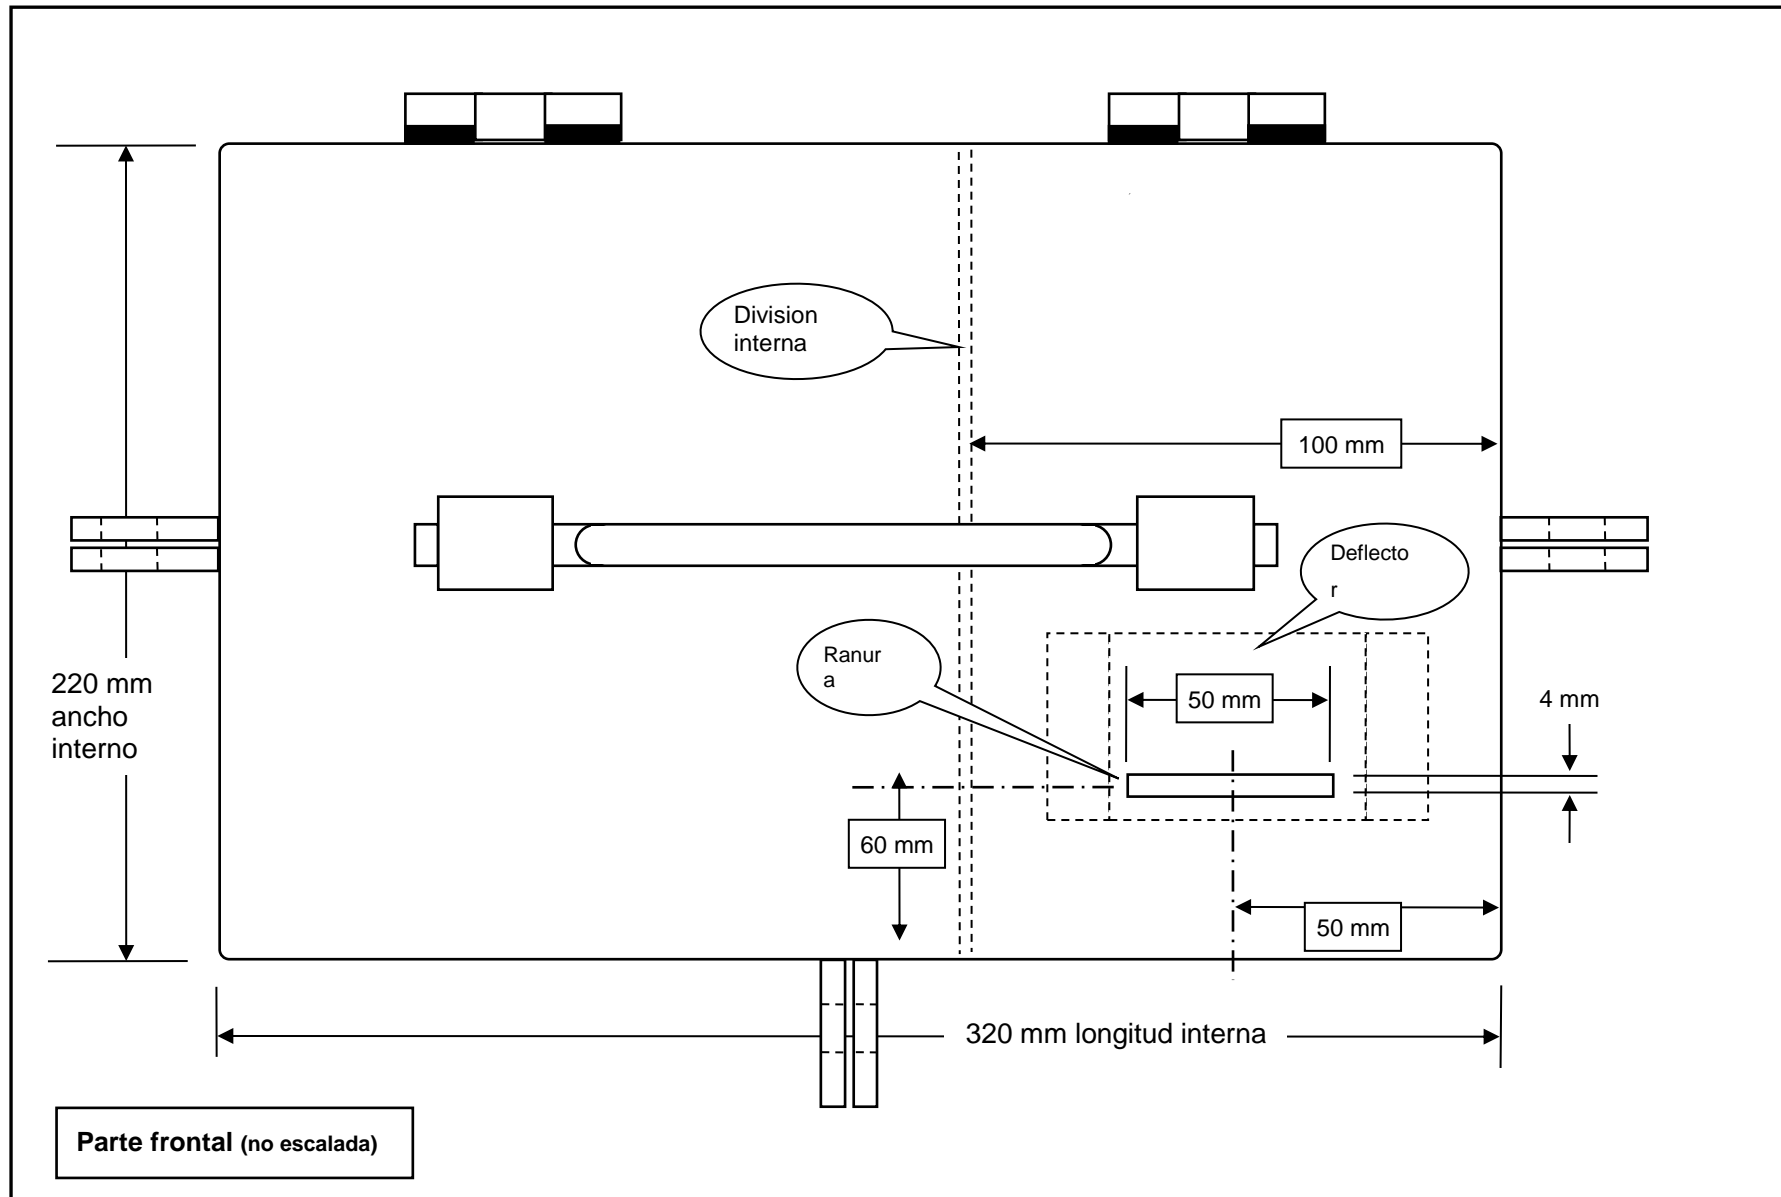 Division
interna
100 mm
Deflecto
r
Ranur
a
50 mm
4 mm
220 mm
ancho
interno
60 mm
50 mm
320 mm longitud interna
Parte frontal (no escalada)